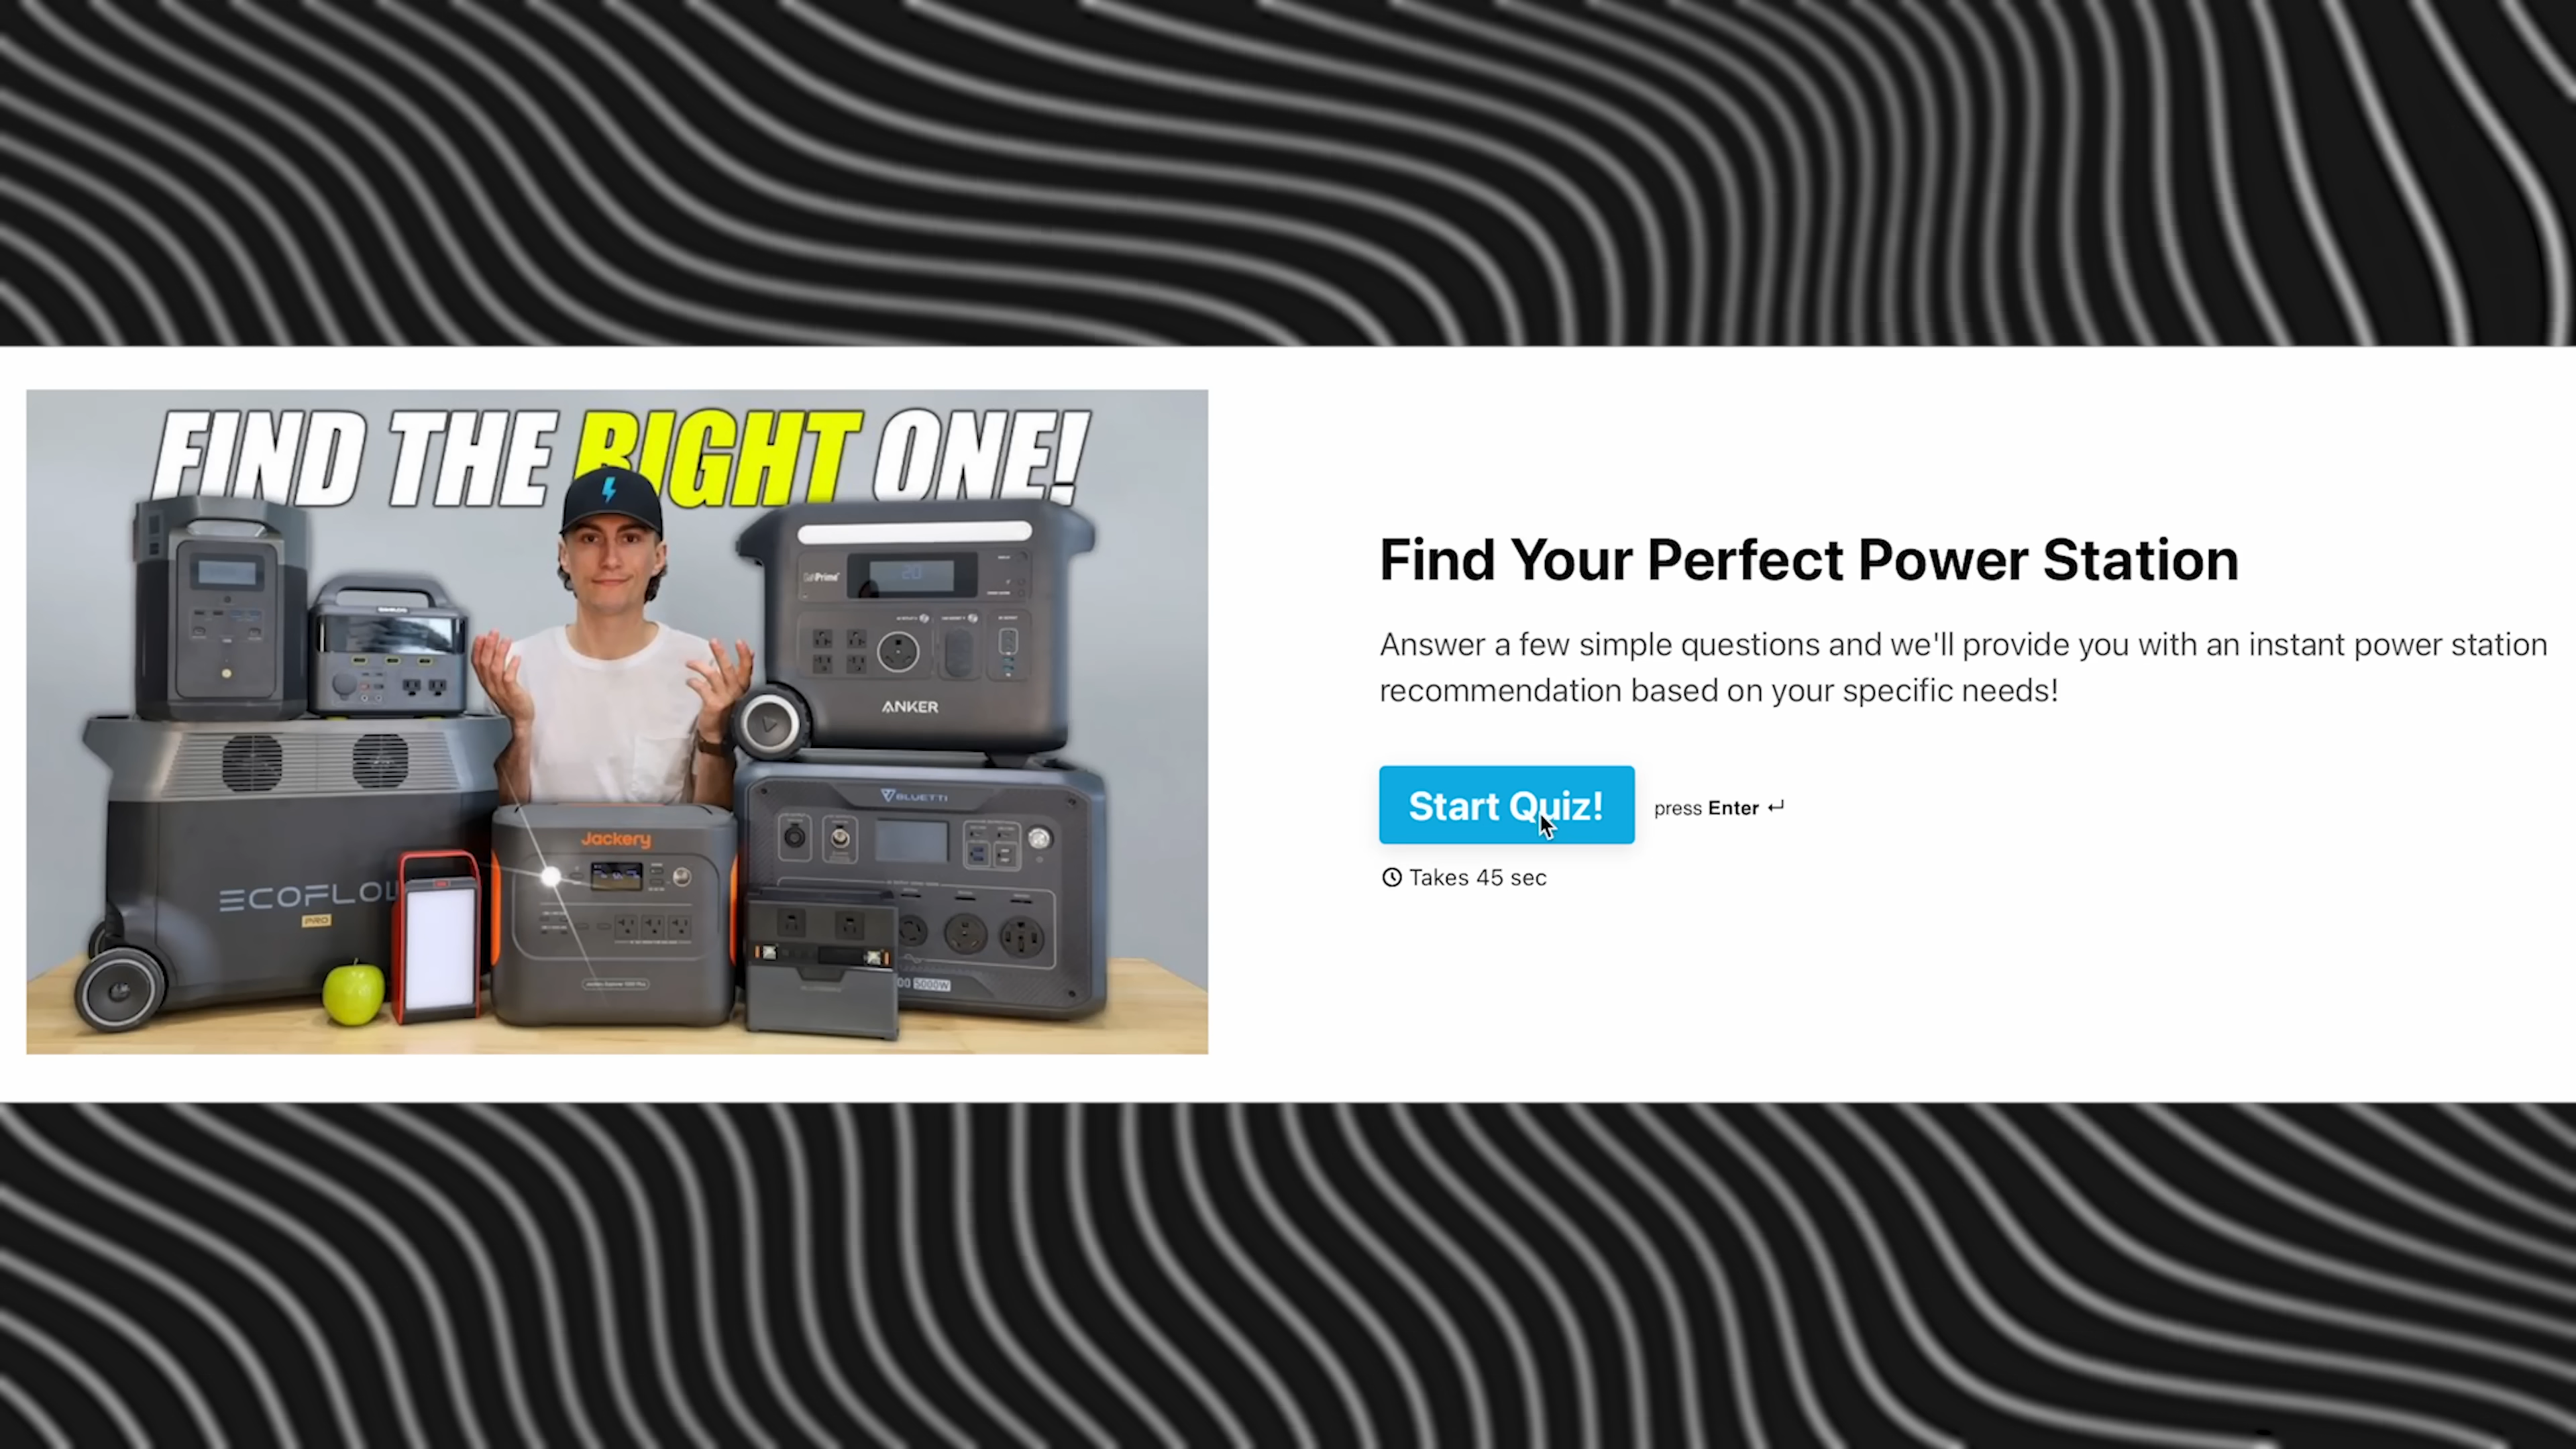 FIND THE RIGHT ONE!
ANKER
BLUETTI
Jackery
ECOFLOW
PRO
5000W
Find Your Perfect Power Station
Answer a few simple questions and we'll provide you with an instant power station
recommendation based on your specific needs!
Start Quiz!
press Enter ↵
Takes 45 sec